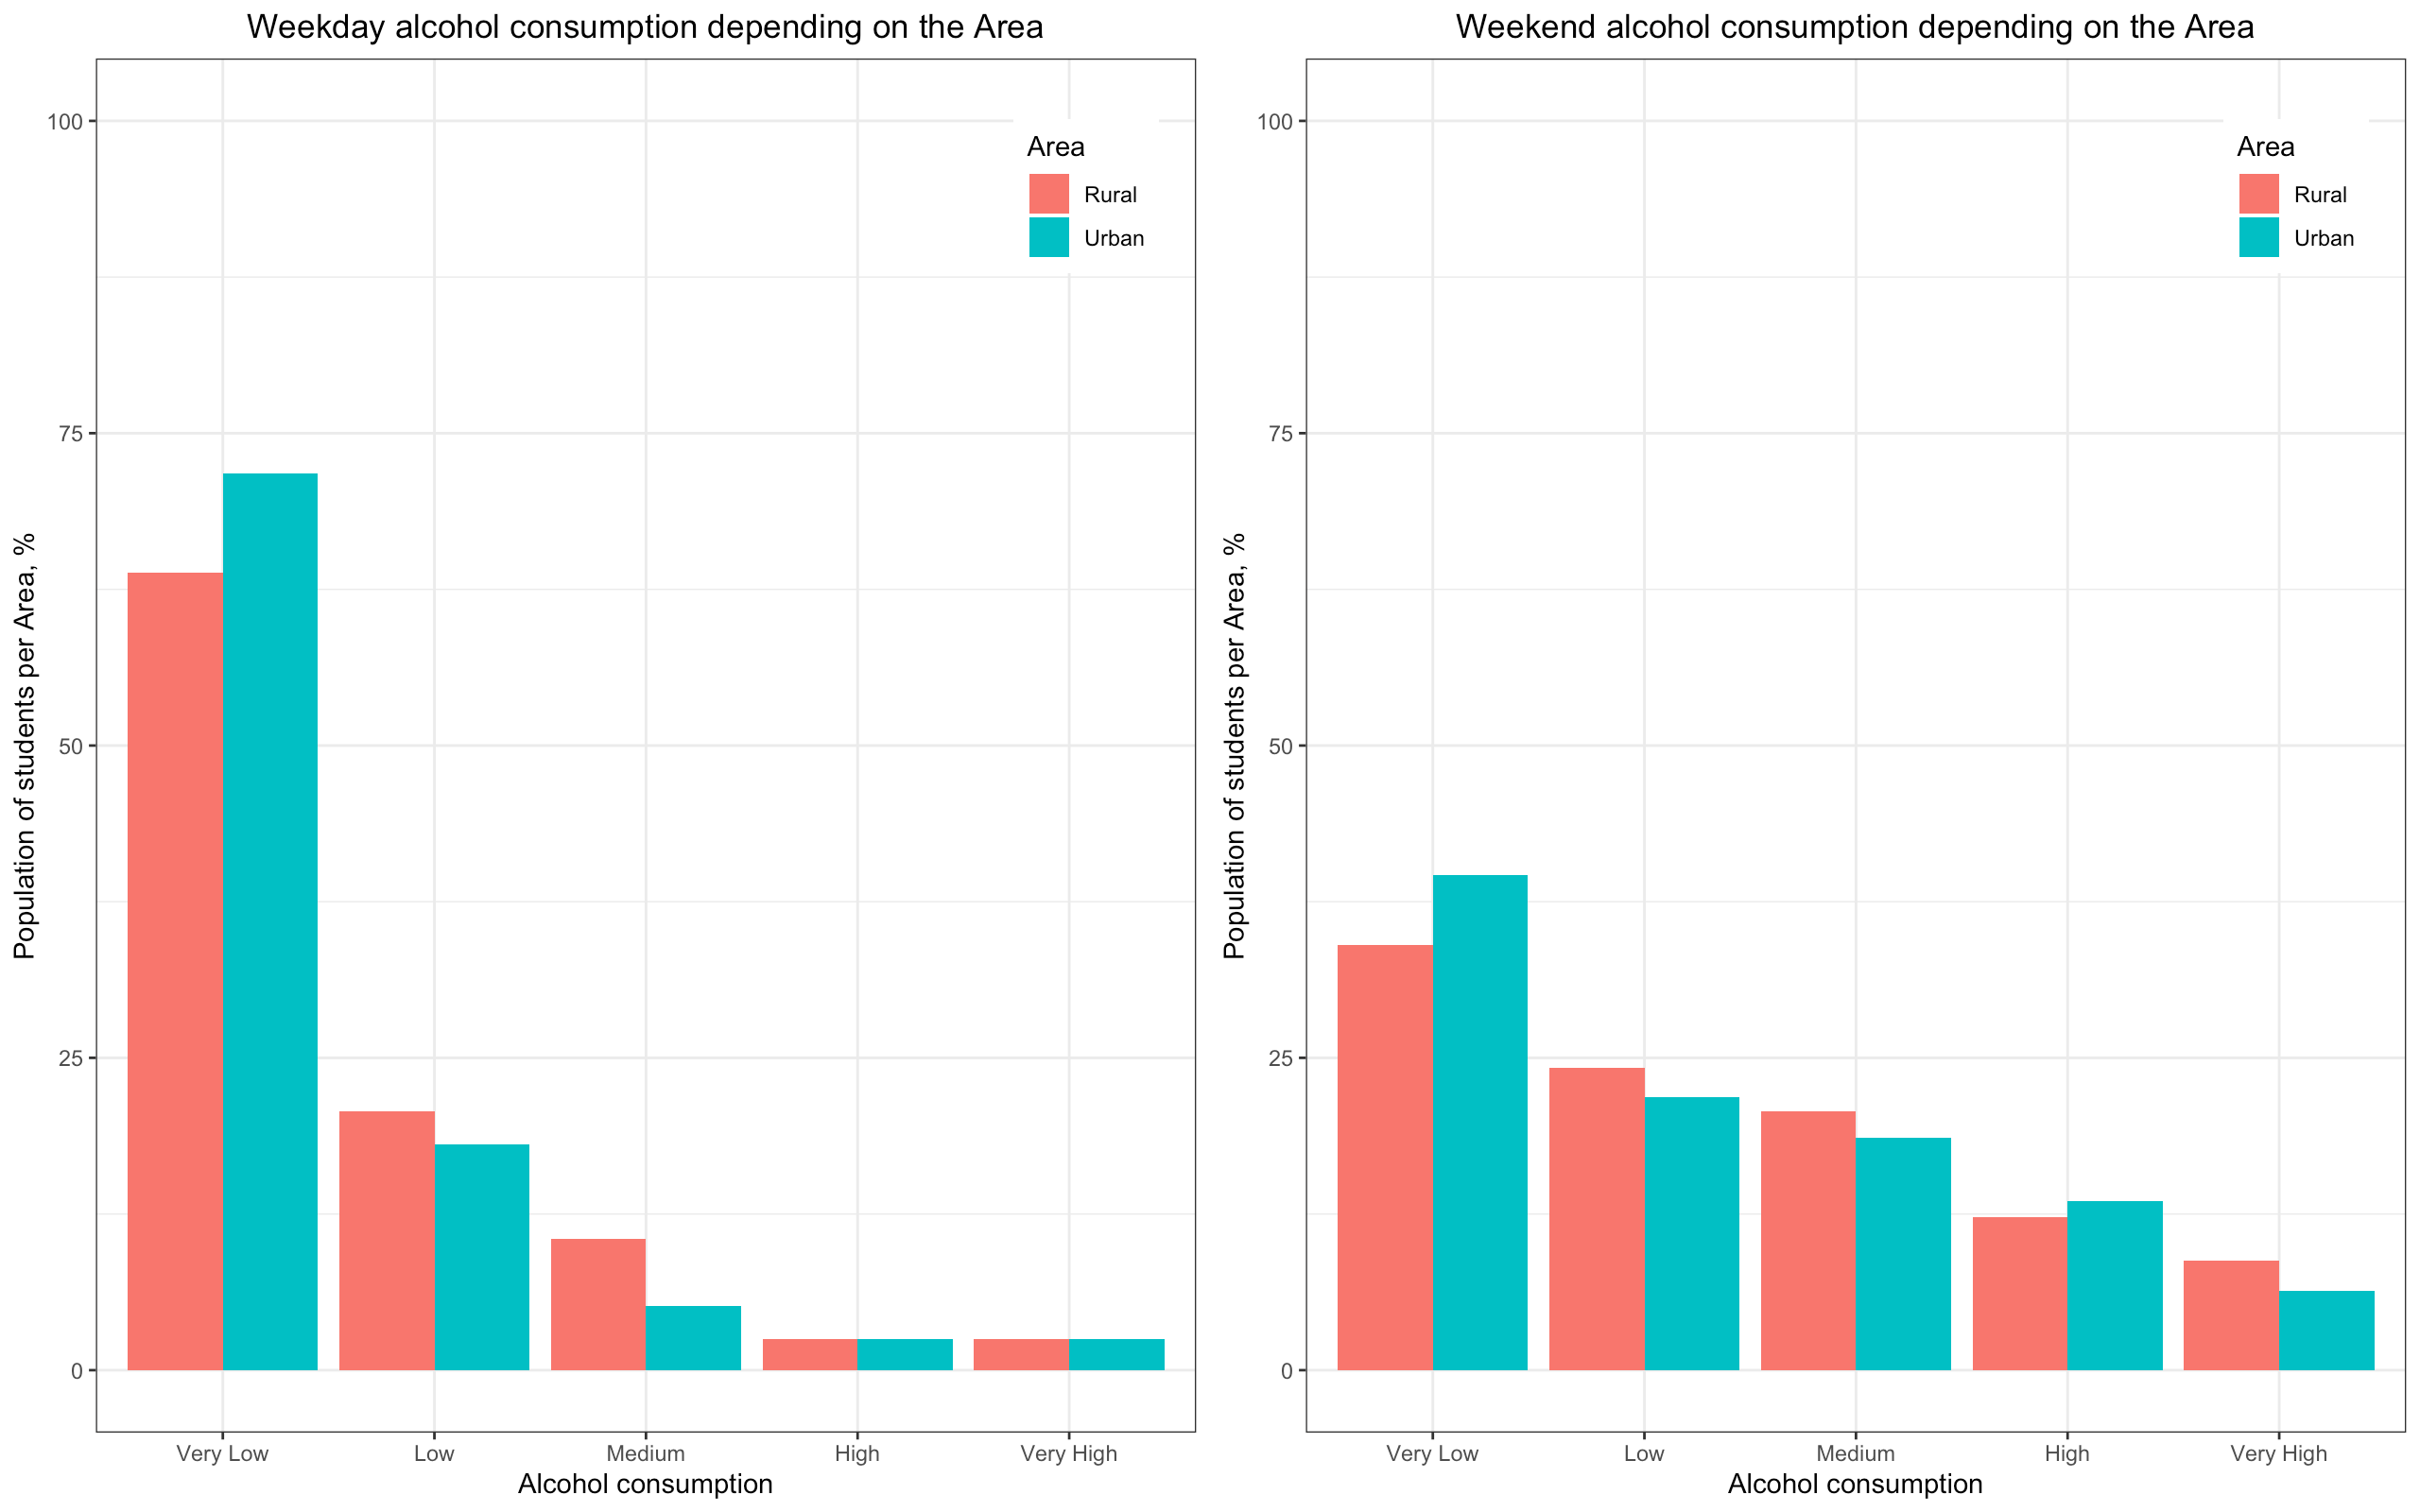 Weekday alcohol consumption depending on the Area
100
75
50
25
0
Population of students per Area, %
Area
Rural
Urban
Very Low
Low
Medium
High
Very High
Alcohol consumption
Weekend alcohol consumption depending on the Area
100
75
50
25
0
Population of students per Area, %
Area
Rural
Urban
Very Low
Low
Medium
High
Very High
Alcohol consumption